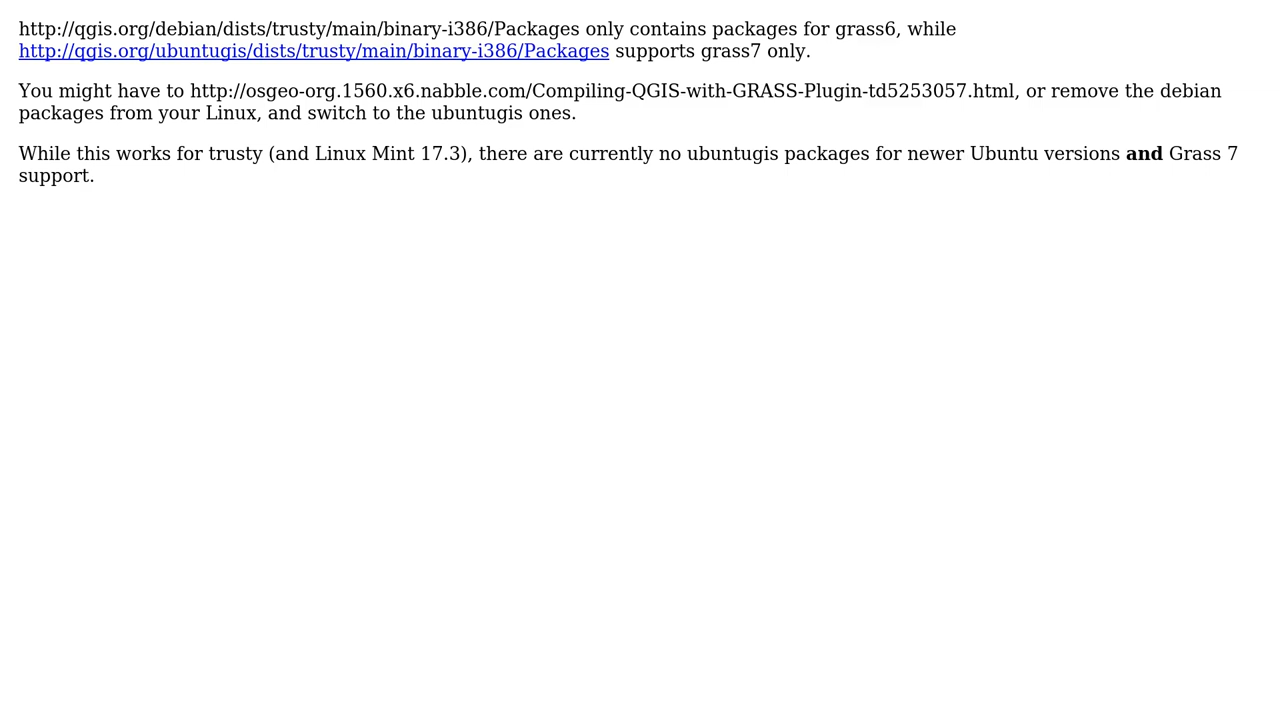 http://qgis.org/debian/dists/trusty/main/binary-i386/Packages only contains packages for grass6, while
http://qgis.org/ubuntugis/dists/trusty/main/binary-i386/Packages supports grass7 only.
You might have to http://osgeo-org.1560.x6.nabble.com/Compiling-QGIS-with-GRASS-Plugin-td5253057.html, or remove the debian
packages from your Linux, and switch to the ubuntugis ones.
While this works for trusty (and Linux Mint 17.3), there are currently no ubuntugis packages for newer Ubuntu versions and Grass 7
support.